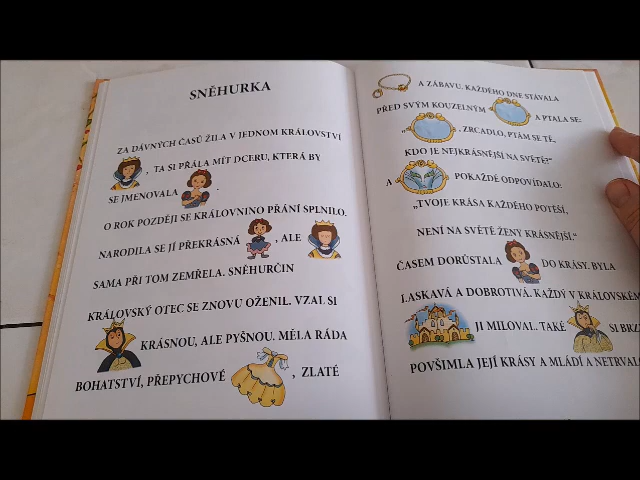 SNĚHURKA
ZA DÁVNÝCH ČASŮ ŽILA V JEDNOM KRÁLOVSTVÍ
, TA SI PŘÁLA MÍT DCERU, KTERÁ BY
SE JMENOVALA .
O ROK POZDĚJI SE KRÁLOVNINO PŘÁNÍ SPLNILO.
NARODILA SE JÍ PŘEKRÁSNÁ , ALE
SAMA PŘI TOM ZEMŘELA. SNĚHURČIN
KRÁLOVSKÝ OTEC SE ZNOVU OŽENIL. VZAL SI
KRÁSNOU, ALE PYŠNOU. MĚLA RÁDA
BOHATSTVÍ, PŘEPYCHOVÉ , ZLATÉ
A ZÁBAVU. KAŽDÉHO DNE STÁVALA
PŘED SVÝM KOUZELNÝM A PTALA SE:
„ , ZRCADLO, PTÁM SE TĚ,
KDO JE NEJKRÁSNĚJŠÍ NA SVĚTĚ?"
A POKAŽDÉ ODPOVÍDALO:
„TVOJE KRÁSA KAŽDÉHO POTĚŠÍ,
NENÍ NA SVĚTĚ ŽENY KRÁSNĚJŠÍ."
ČASEM DORŮSTALA DO KRÁSY. BYLA
LASKAVÁ A DOBROTIVÁ. KAŽDÝ V KRÁLOVSKÉM
JI MILOVAL. TAKÉ SI
POVŠIMLA JEJÍ KRÁSY A MLÁDÍ A